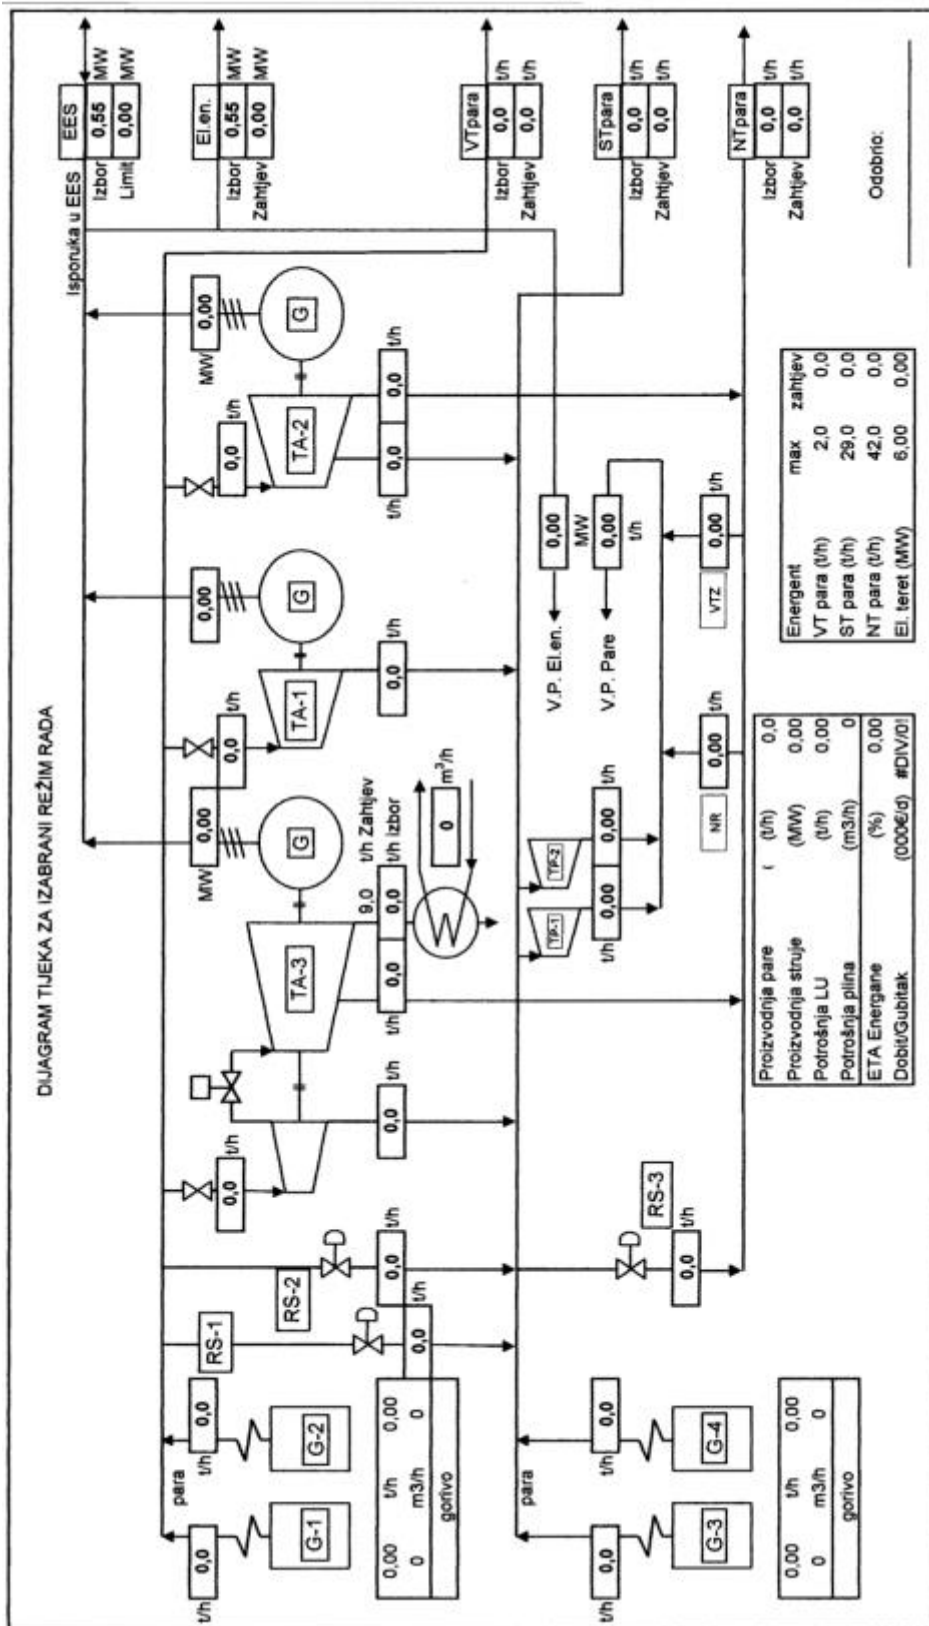 DIJAGRAM TIJEKA ZA IZABRANI REŽIM RADA
Isporuka u EES
EES
Izbor 0,55 MW
Limit 0,00 MW
El.en.
Izbor 0,55 MW
Zahtjev 0,00 MW
VTpara
Izbor 0,0 t/h
Zahtjev 0,0 t/h
STpara
Izbor 0,0 t/h
Zahtjev 0,0 t/h
NTpara
Izbor 0,0 t/h
Zahtjev 0,0 t/h
Odobrio:
MW 0,00
0,00
MW 0,00
G
G
G
0,0 t/h
0,0 t/h
0,0 t/h
TA-3
TA-1
TA-2
0,0 t/h
t/h 0,0 0,0
9,0 t/h Zahtjev
t/h izbor
0 m³/h
0,0 t/h
t/h 0,0 0,0 t/h
RS-1
RS-2
0,0 t/h
0,0 t/h
RS-3
0,0 t/h
para
t/h 0,0
t/h 0,0
G-1
G-2
0,00 t/h 0,00
0 m3/h 0
gorivo
para
t/h 0,0
t/h 0,0
G-3
G-4
0,00 t/h 0,00
0 m3/h 0
gorivo
TP-1
TP-2
t/h 0,00 0,00 t/h
V.P. El.en. 0,00
MW
V.P. Pare 0,00
t/h
NR 0,00 t/h
VTZ 0,00 t/h
Proizvodnja pare ( (t/h) 0,0
Proizvodnja struje (MW) 0,00
Potrošnja LU (t/h) 0,00
Potrošnja plina (m3/h) 0
ETA Energane (%) 0,00
Dobit/Gubitak (000€/d) #DIV/0!
Energent max zahtjev
VT para (t/h) 2,0 0,0
ST para (t/h) 29,0 0,0
NT para (t/h) 42,0 0,0
El. teret (MW) 6,00 0,00